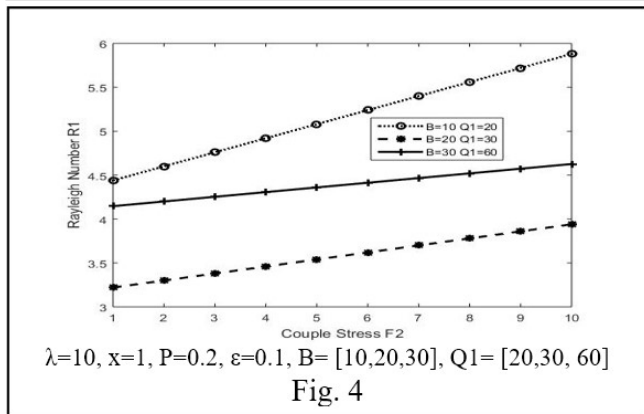 6
5.5
5
4.5
4
3.5
3
Rayleigh Number R1
B=10 Q1=20
B=20 Q1=30
B=30 Q1=60
1 2 3 4 5 6 7 8 9 10
Couple Stress F2
λ=10, x=1, P=0.2, ε=0.1, B= [10,20,30], Q1= [20,30, 60]
Fig. 4